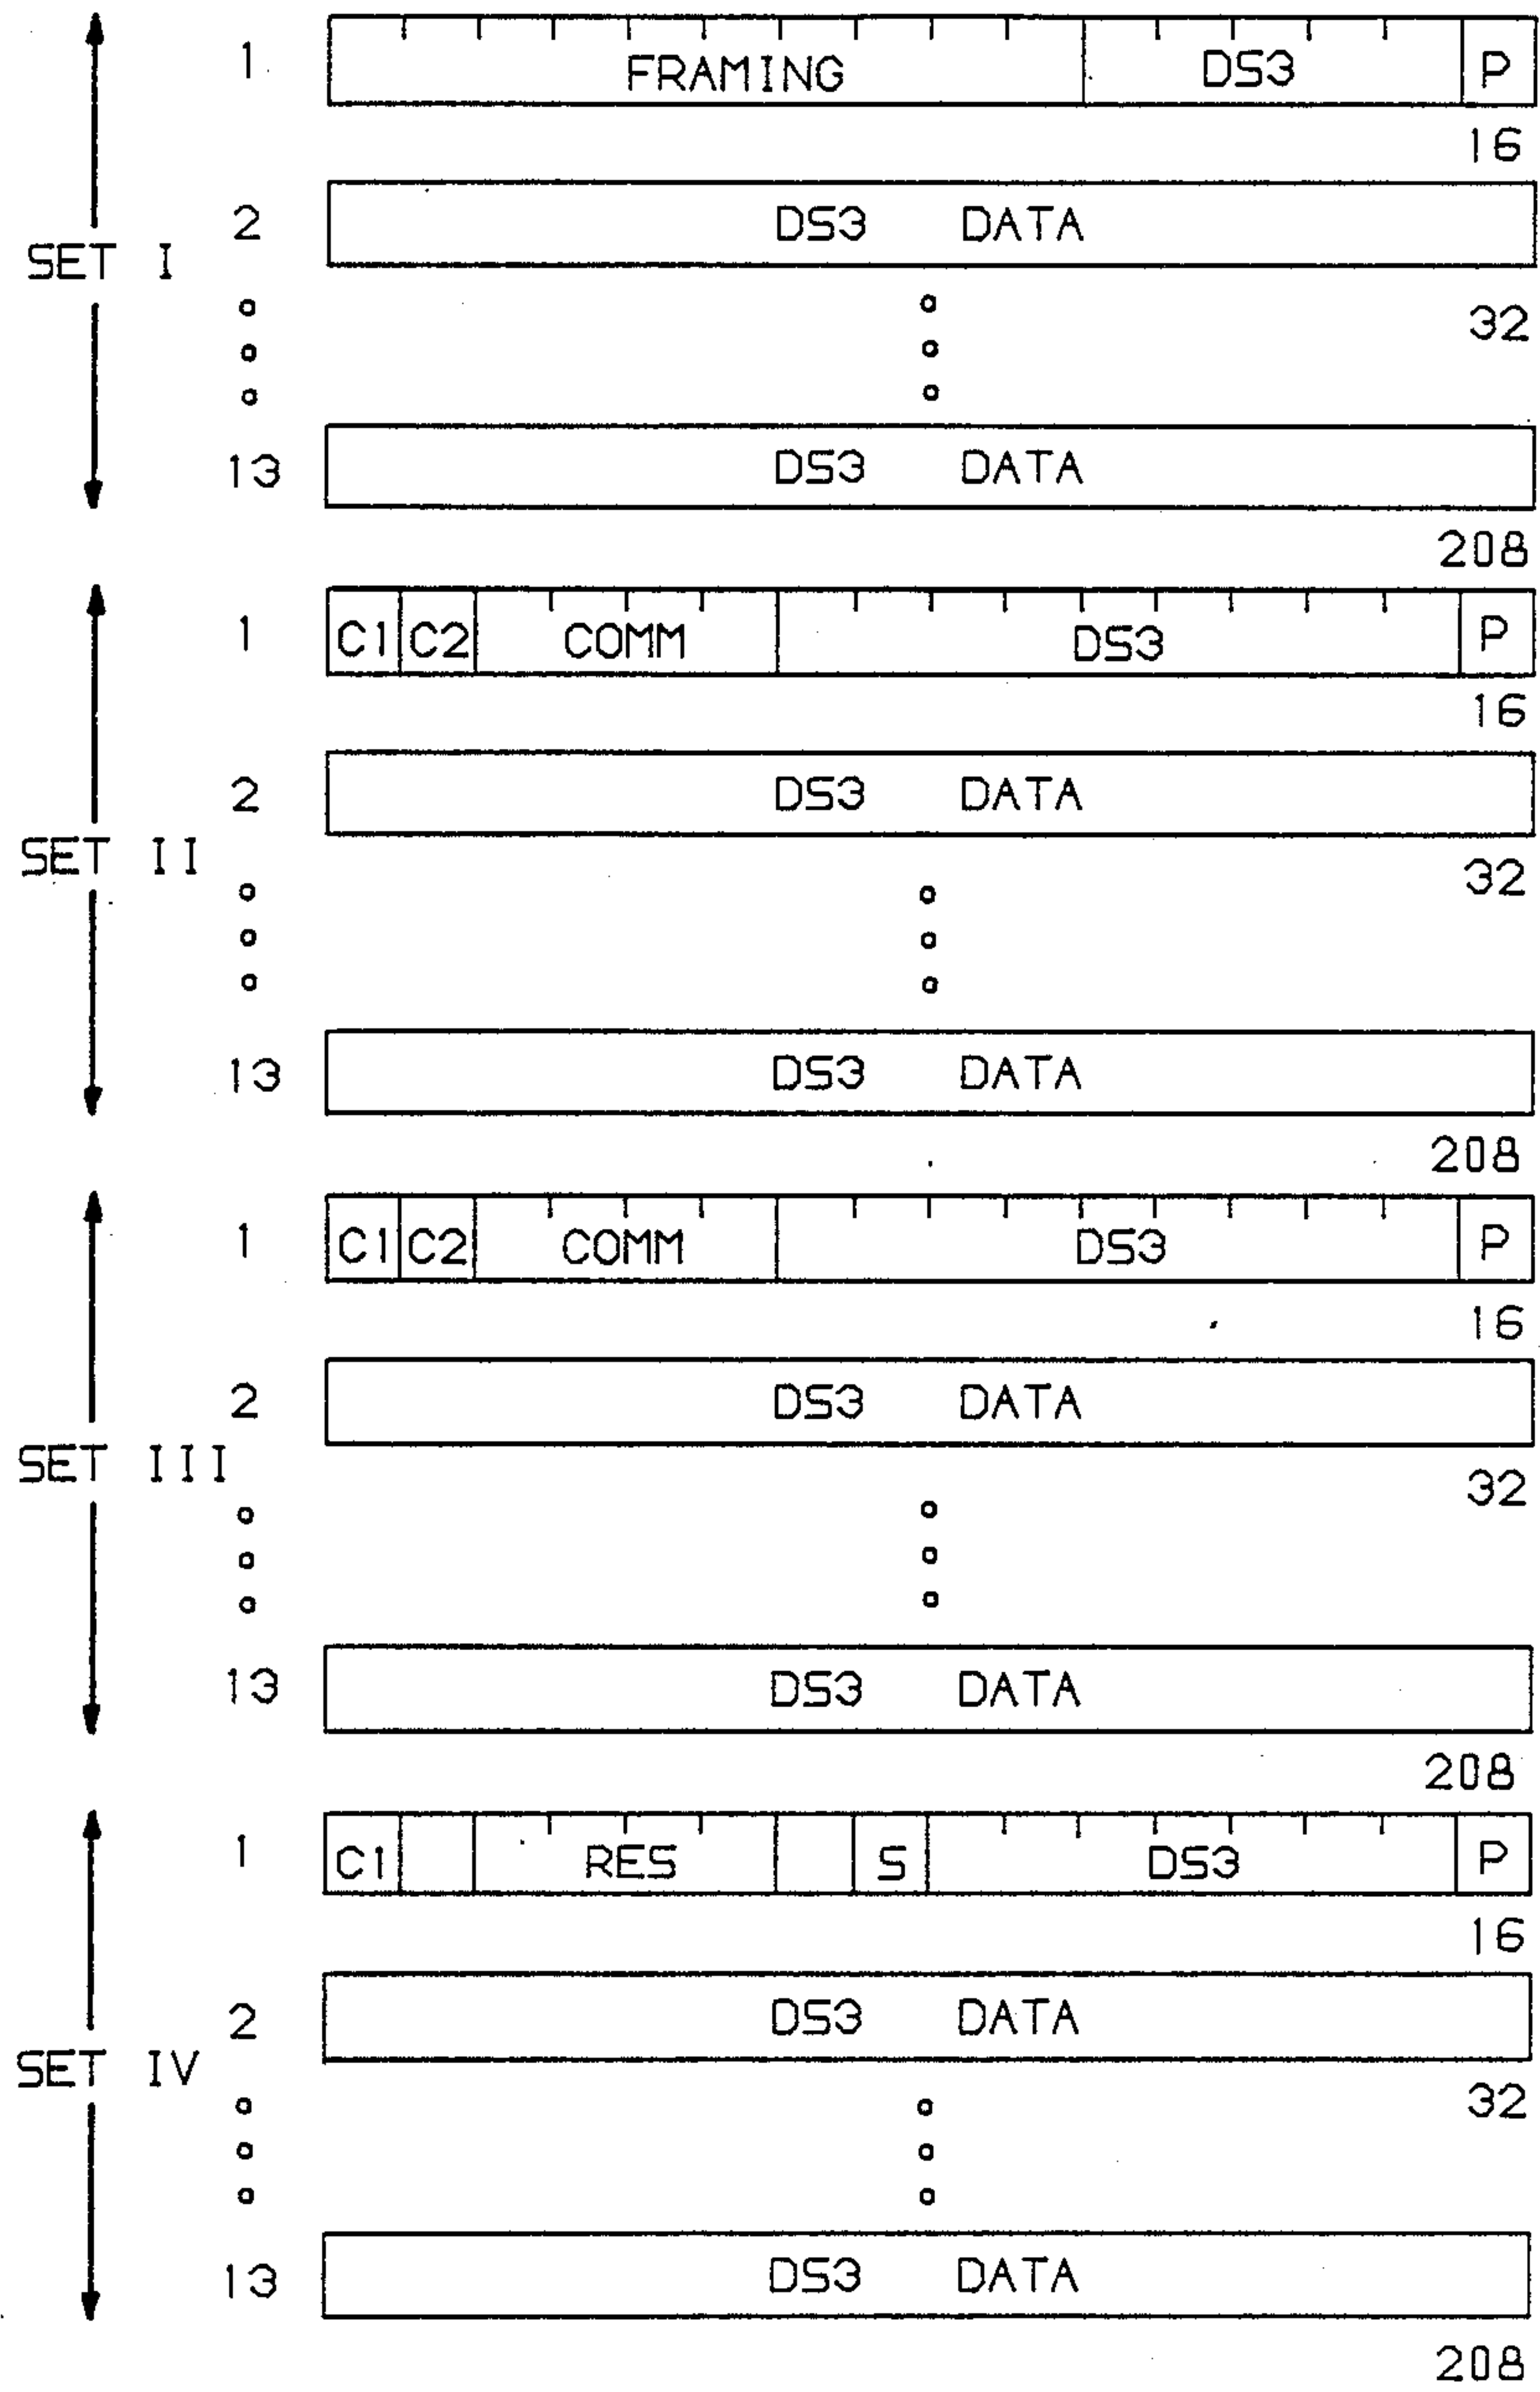 1 FRAMING DS3 P
16
2 DS3 DATA
SET I
32
13 DS3 DATA
208
1 C1 C2 COMM DS3 P
16
2 DS3 DATA
SET II
32
13 DS3 DATA
208
1 C1 C2 COMM DS3 P
16
2 DS3 DATA
SET III
32
13 DS3 DATA
208
1 C1 RES S DS3 P
16
2 DS3 DATA
SET IV
32
13 DS3 DATA
208